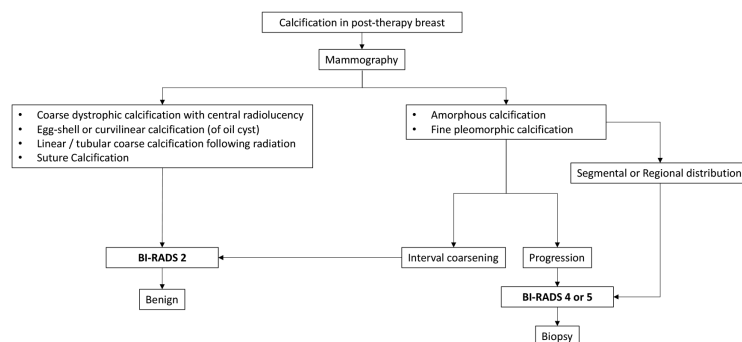 Calcification in post-therapy breast
Mammography
• Coarse dystrophic calcification with central radiolucency
• Egg-shell or curvilinear calcification (of oil cyst)
• Linear / tubular coarse calcification following radiation
• Suture Calcification
• Amorphous calcification
• Fine pleomorphic calcification
Segmental or Regional distribution
BI-RADS 2
Interval coarsening
Progression
Benign
BI-RADS 4 or 5
Biopsy